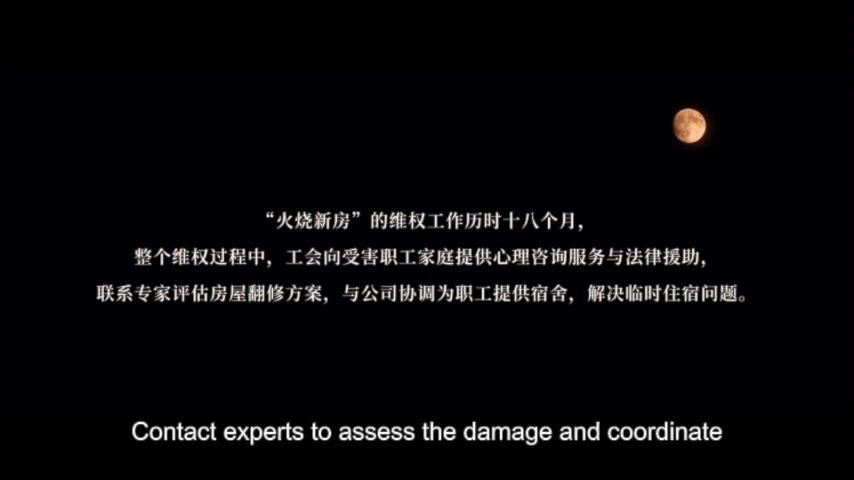 “火烧新房”的维权工作历时十八个月，
整个维权过程中，工会向受害职工家庭提供心理咨询服务与法律援助，
联系专家评估房屋翻修方案，与公司协调为职工提供宿舍，解决临时住宿问题。
Contact experts to assess the damage and coordinate